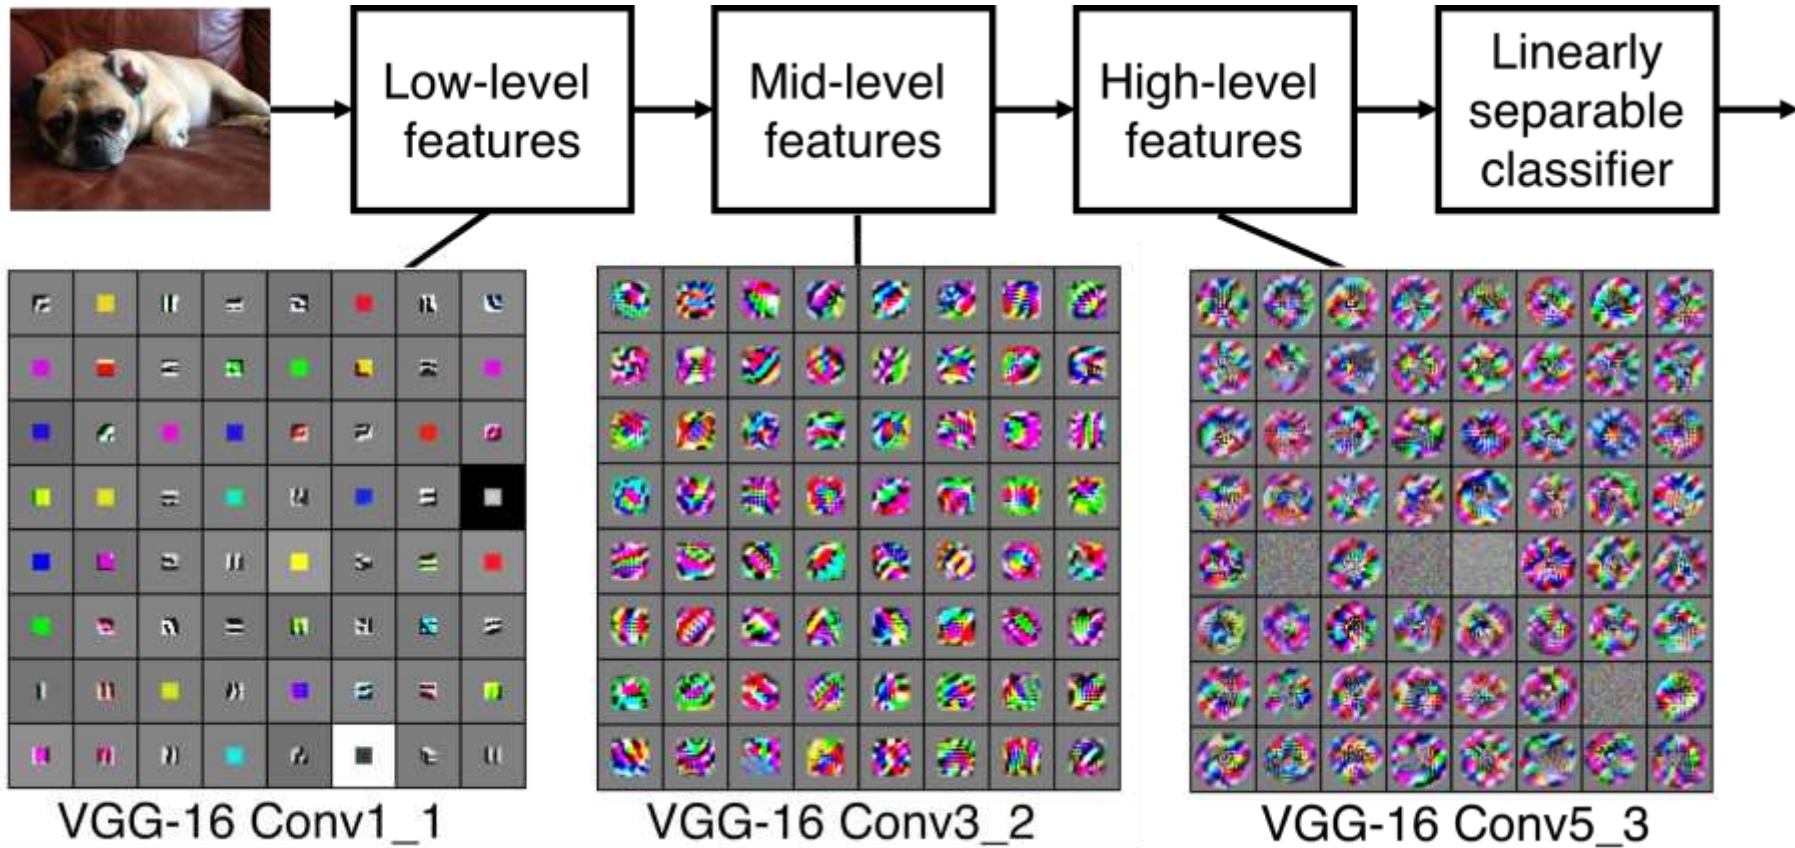 Low-level
features
Mid-level
features
High-level
features
Linearly
separable
classifier
VGG-16 Conv1_1
VGG-16 Conv3_2
VGG-16 Conv5_3